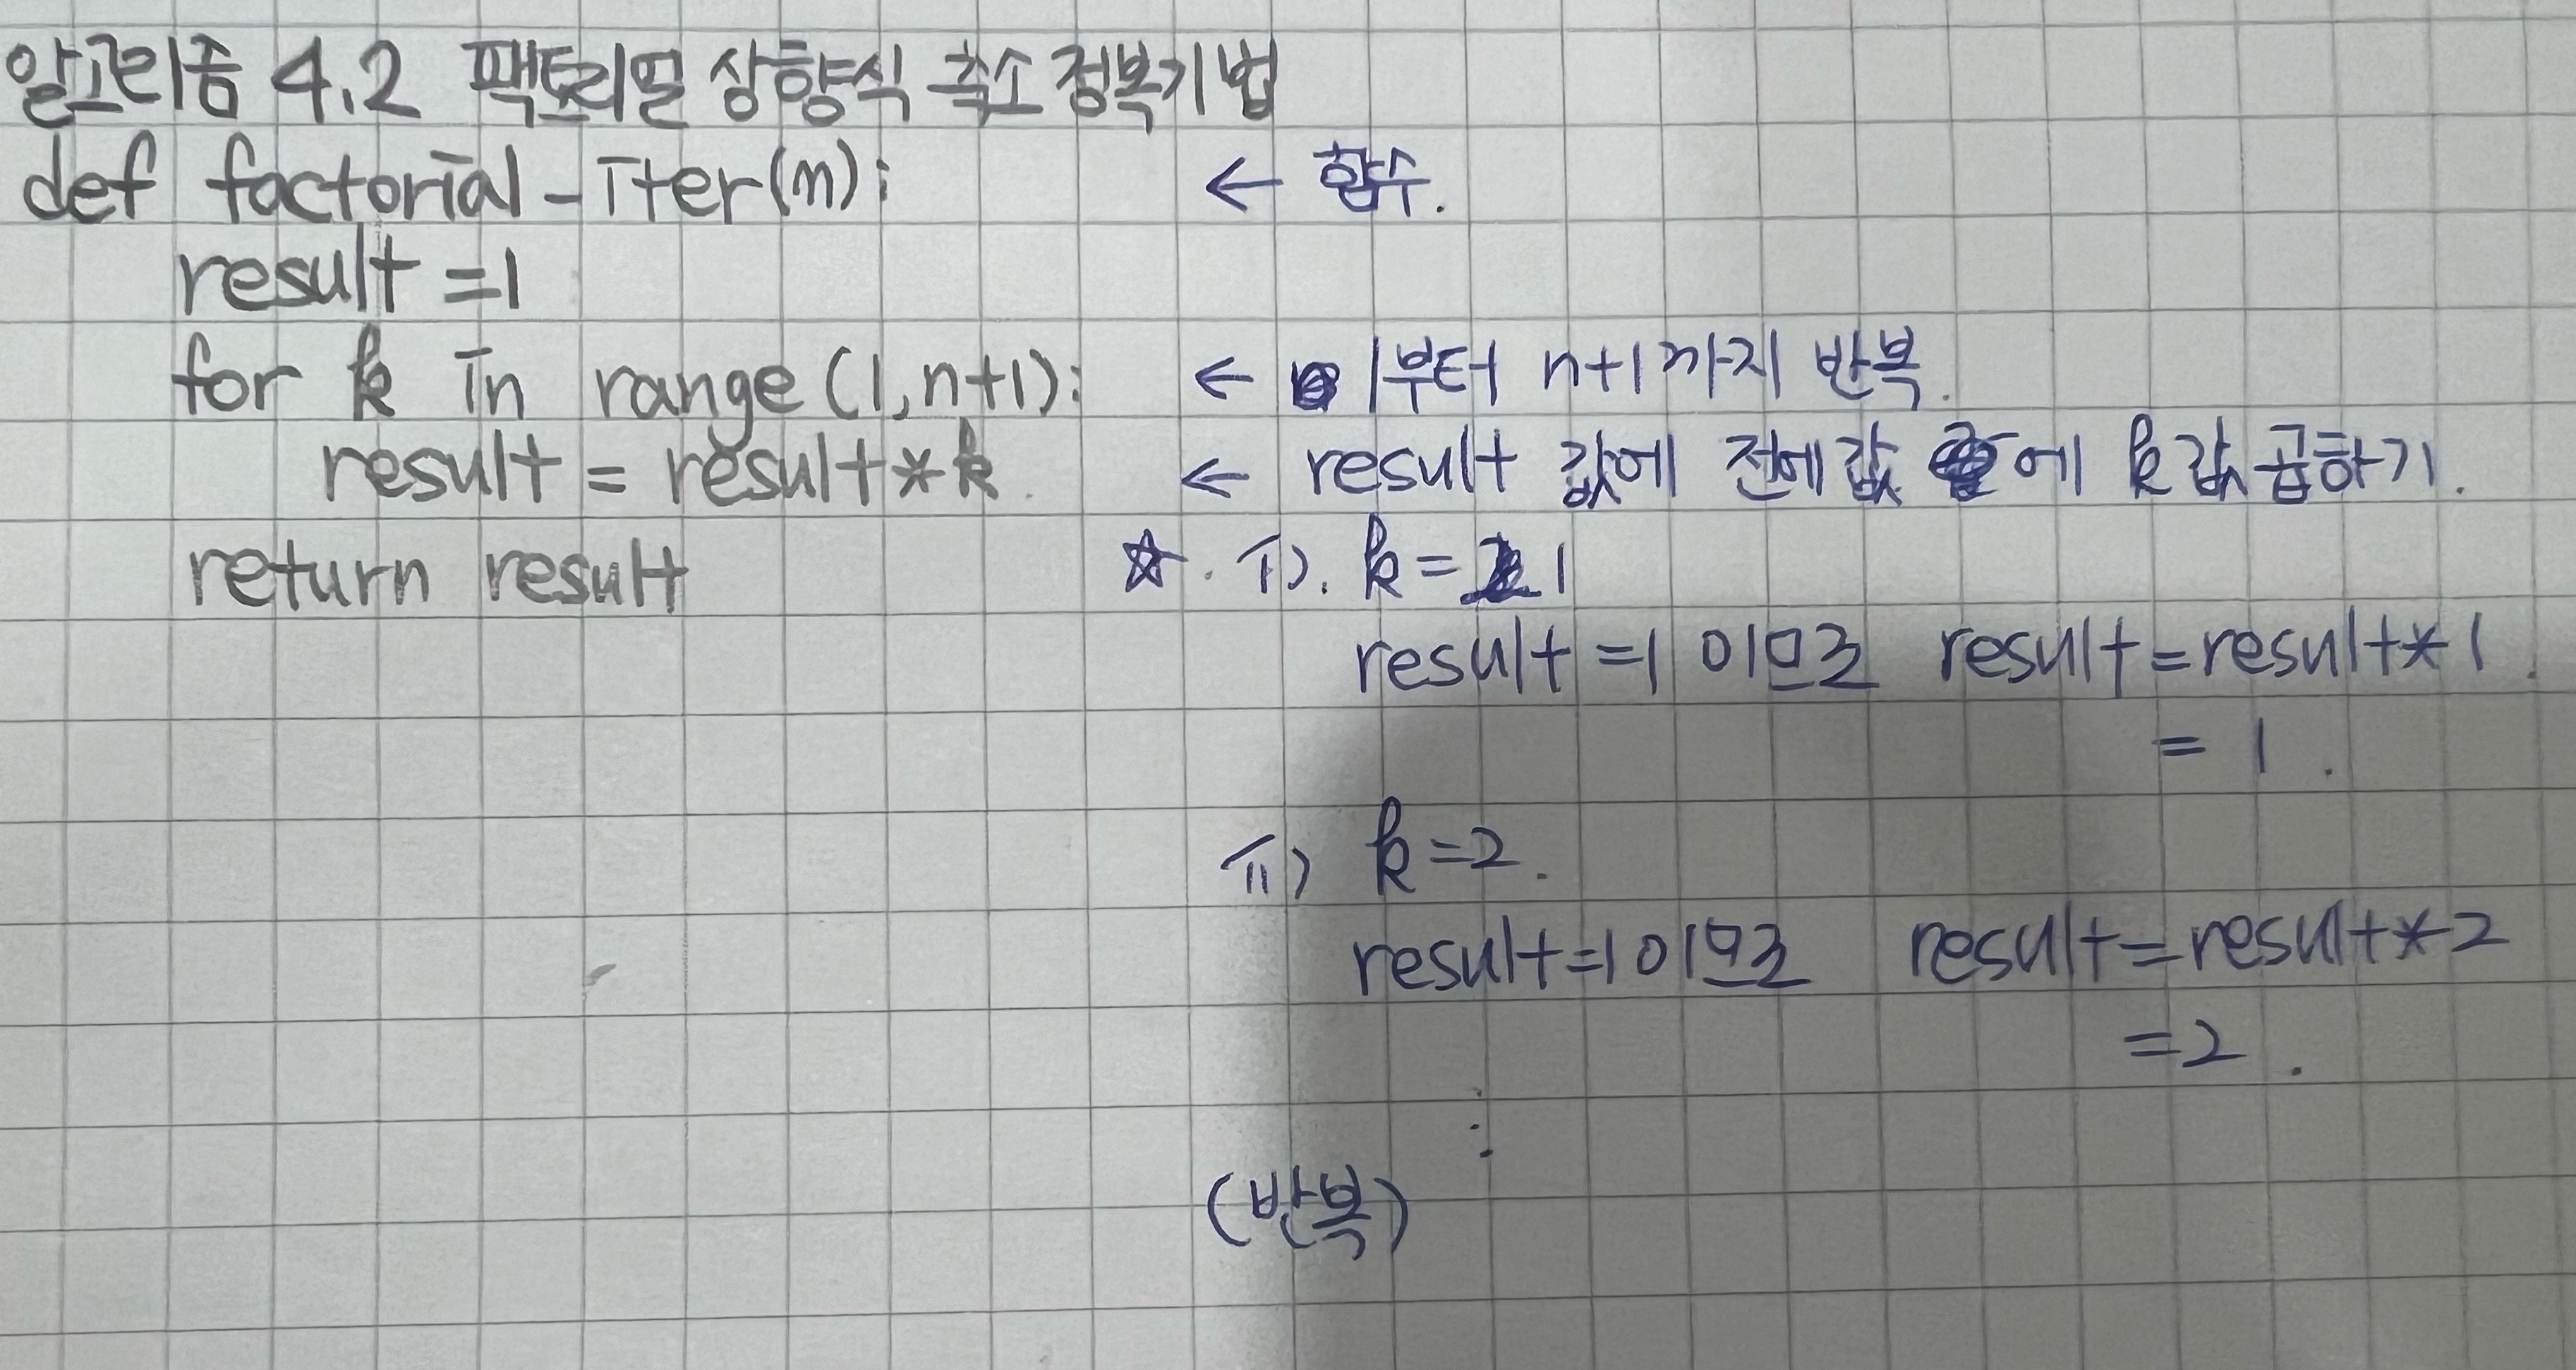 알고리즘 4.2 팩토리얼 상향식 축소 정복기법
def factorial_iter(n): ← 함수.
result =1
for k in range(1,n+1): ← 1부터 n+1까지 반복.
result = result*k. ← result 값에 전에값 에 k값 곱하기.
return result ☆. i). k= 1
result =1 이므로 result=result*1.
= 1.
ii) k=2.
result=1이므로 result=result*2
=2.
⋮
(반복)